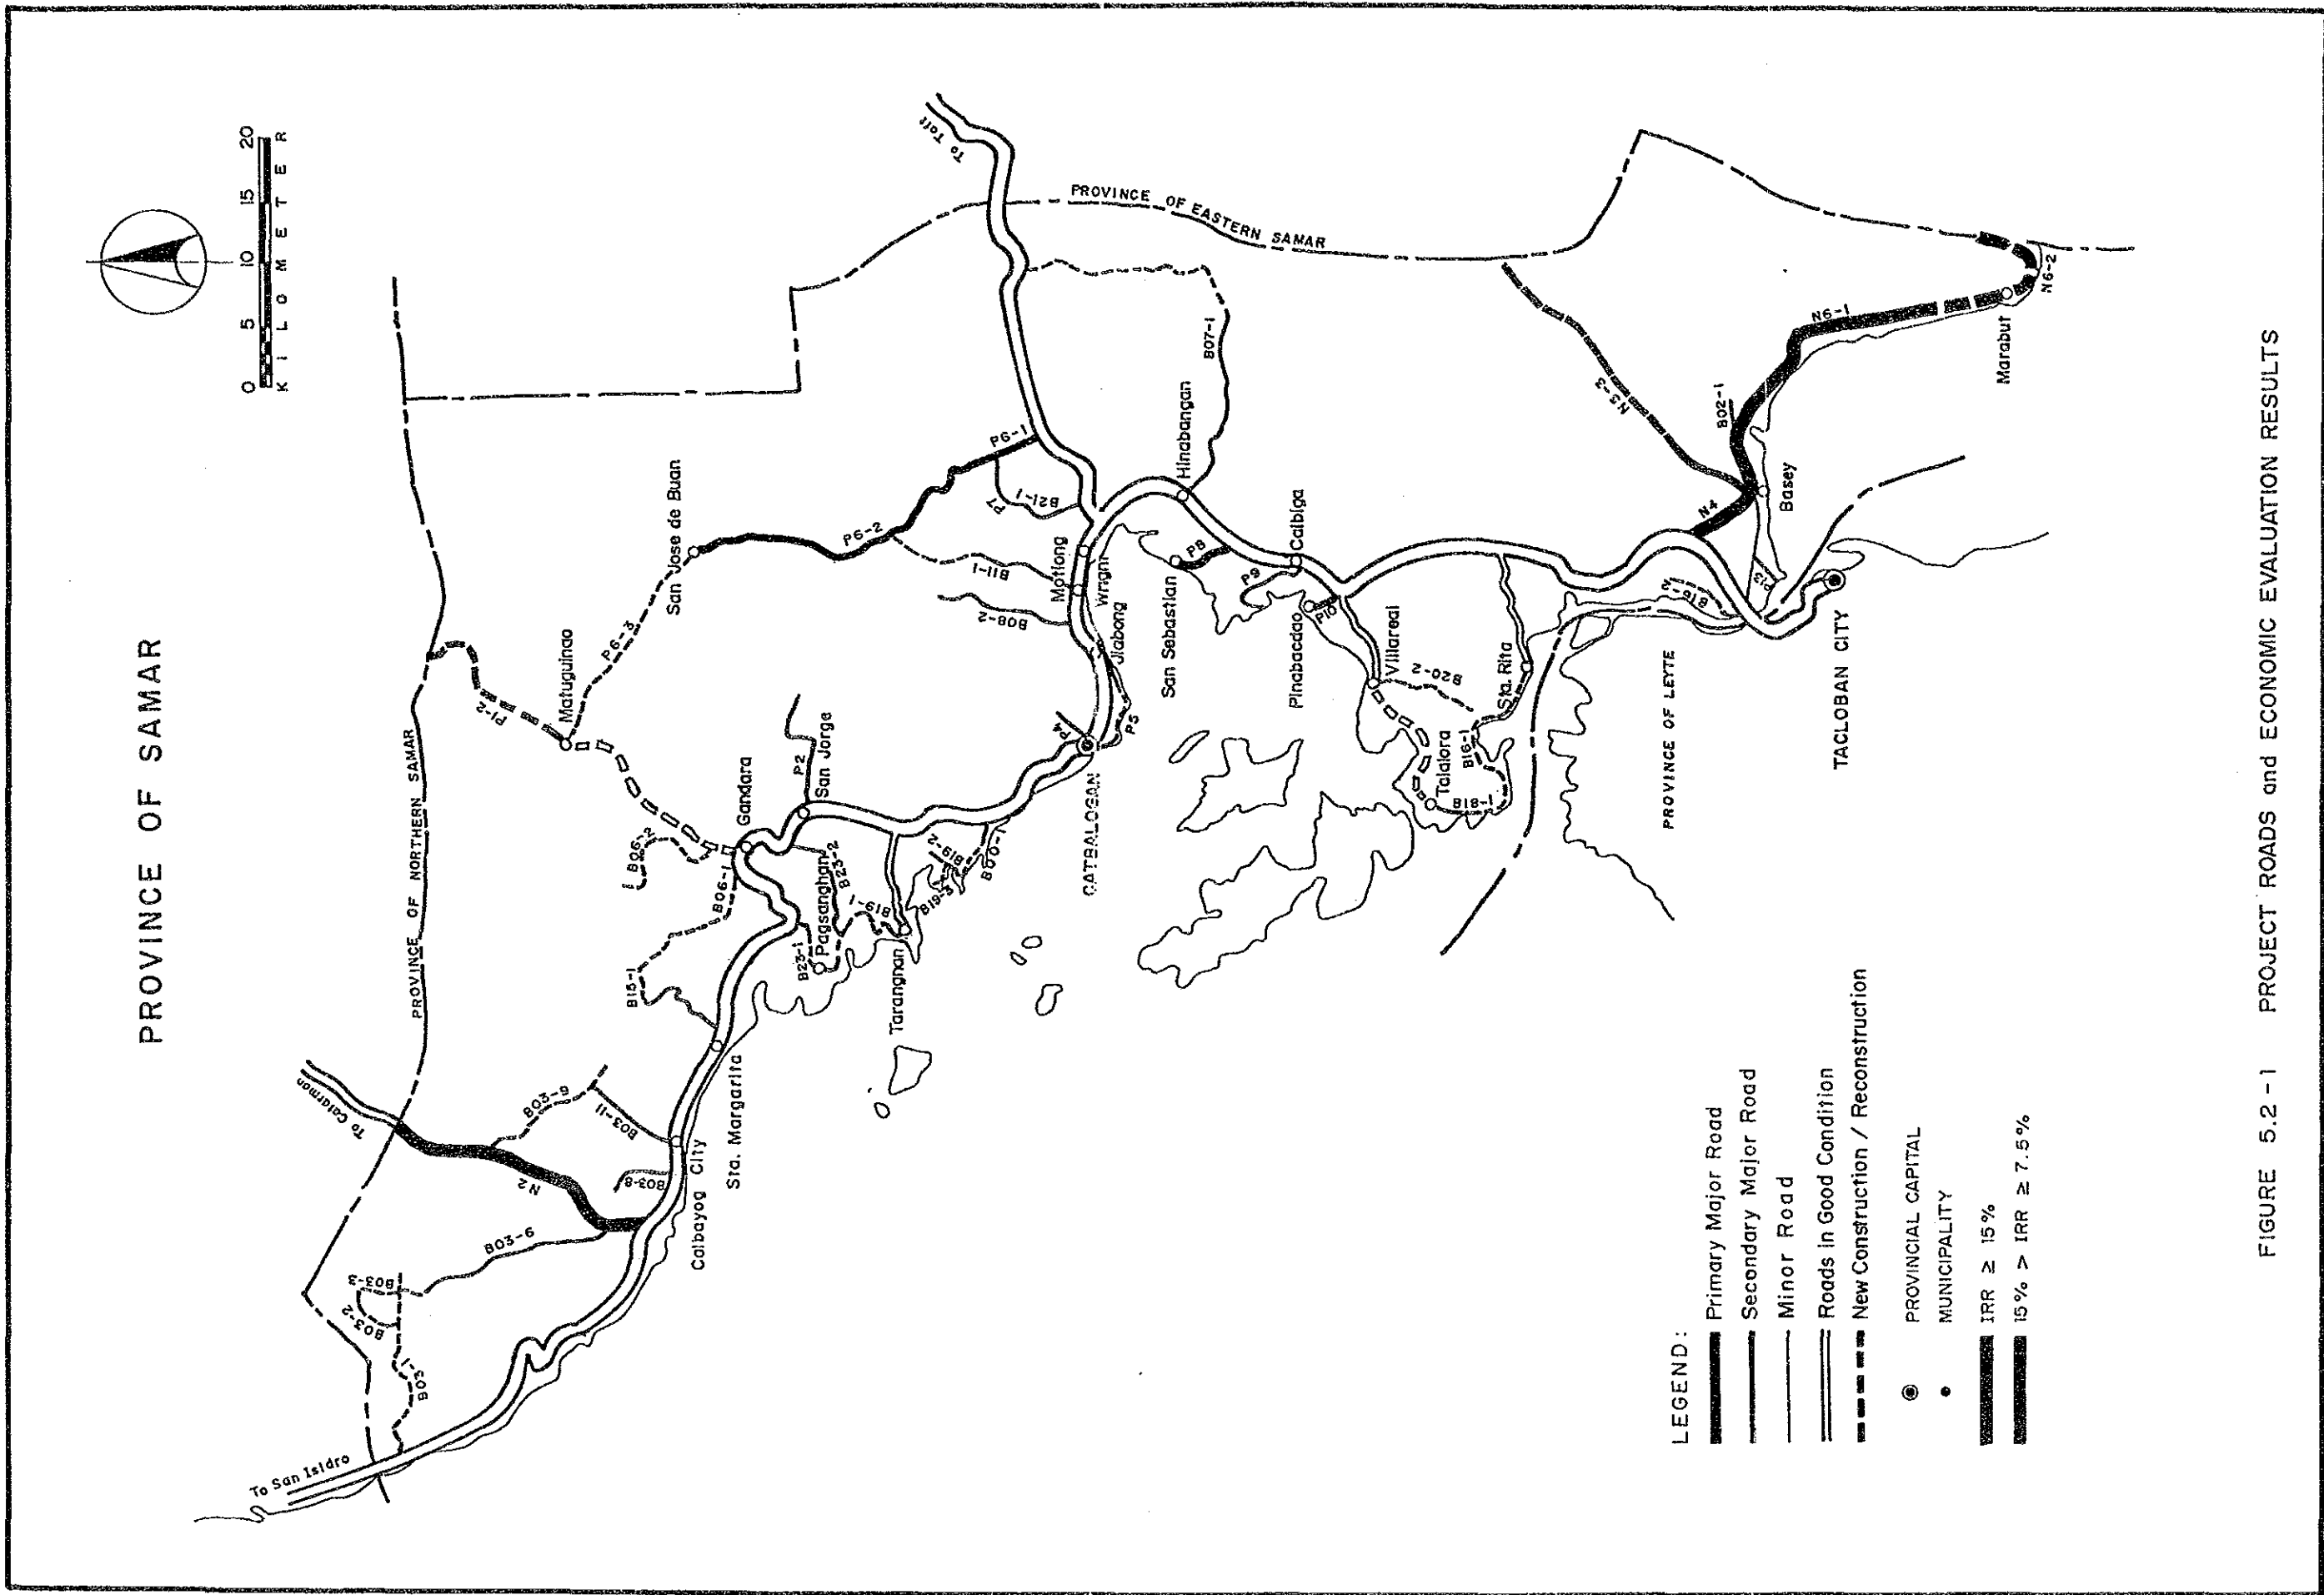 PROVINCE OF SAMAR
0 5 10 15 20
KILOMETER
To San Isidro
To Catarman
PROVINCE OF NORTHERN SAMAR
To Taft
PROVINCE OF EASTERN SAMAR
B03-1
B03-2
B03-3
B03-6
N2
B03-8
B03-9
B03-11
Calbayog City
Sta. Margarita
B15-1
B06-1
B06-2
Gandara
P1-2
Matuguinao
P6-3
San Jose de Buan
P2
San Jorge
B23-1
Pagsanghan
B23-2
B19-1
Tarangnan
B19-2
B19-3
B00-1
CATBALOGAN
P4
P5
Jiabong
B08-2
B11-1
Motiong
Wright
P6-2
P6-1
P7
B21-1
Hinabangan
B07-1
San Sebastian
P8
P9
Calbiga
Pinabacdao
P10
Villareal
B20-2
Talalora
B16-1
B18-1
Sta. Rita
PROVINCE OF LEYTE
B16-2
P13
TACLOBAN CITY
N4
Basey
N3-3
B02-1
N6-1
Marabut
N6-2
LEGEND:
Primary Major Road
Secondary Major Road
Minor Road
Roads in Good Condition
New Construction / Reconstruction
PROVINCIAL CAPITAL
MUNICIPALITY
IRR ≥ 15%
15% > IRR ≥ 7.5%
FIGURE 5.2-1 PROJECT ROADS and ECONOMIC EVALUATION RESULTS